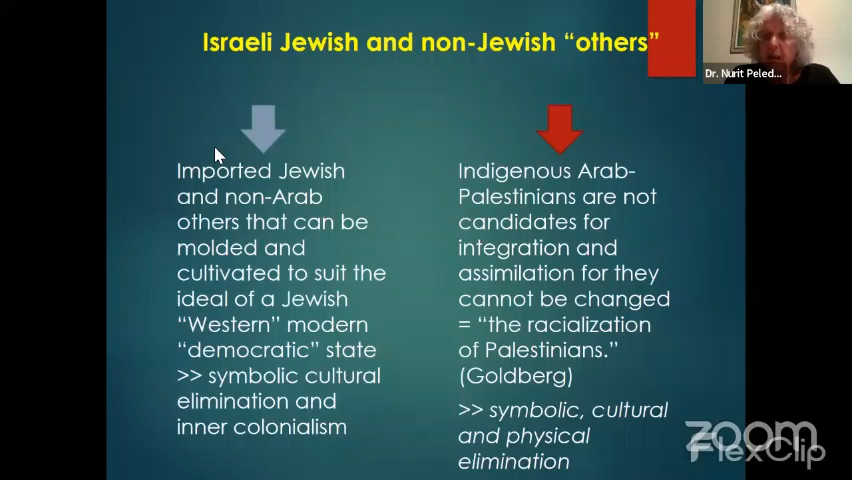 Israeli Jewish and non-Jewish “others”
Dr. Nurit Peled...
Imported Jewish
and non-Arab
others that can be
molded and
cultivated to suit the
ideal of a Jewish
“Western” modern
“democratic” state
>> symbolic cultural
elimination and
inner colonialism
Indigenous Arab-
Palestinians are not
candidates for
integration and
assimilation for they
cannot be changed
= “the racialization
of Palestinians.”
(Goldberg)
>> symbolic, cultural
and physical
elimination
zoom
FlexClip